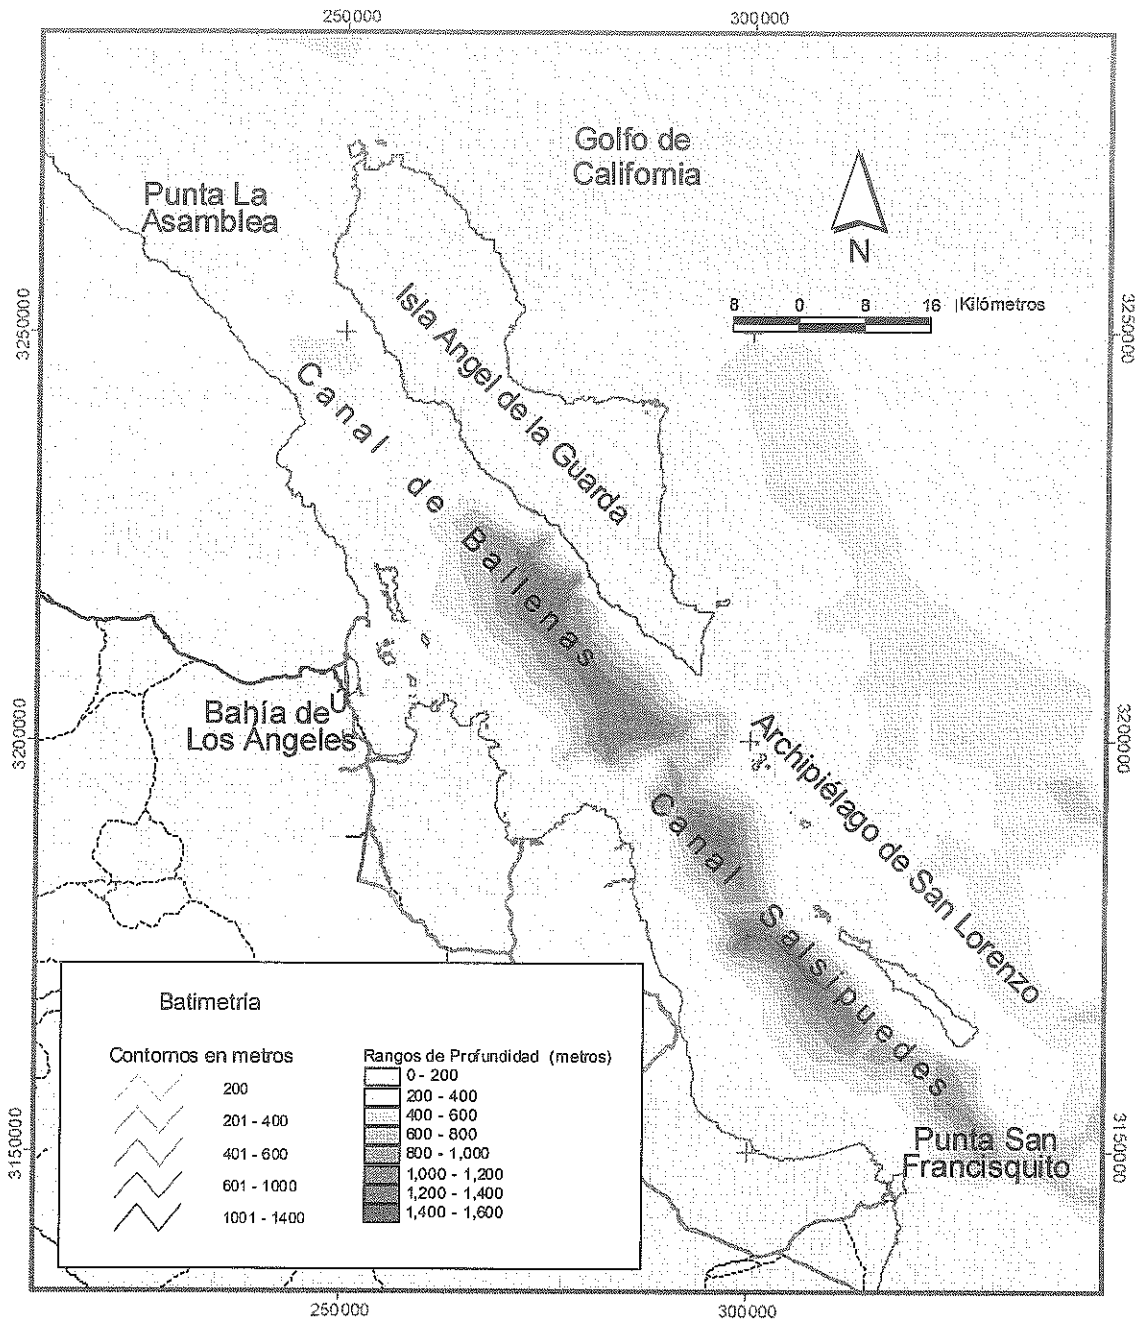 250000
300000
Golfo de
California
Punta La
Asamblea
N
8 0 8 16 Kilómetros
3250000
3250000
Isla Angel de la Guarda
Canal de Ballenas
Bahía de
Los Angeles
3200000
3200000
Archipiélago de San Lorenzo
Canal Salsipuedes
Batimetría
Contornos en metros
200
201 - 400
401 - 600
601 - 1000
1001 - 1400
Rangos de Profundidad (metros)
0 - 200
200 - 400
400 - 600
600 - 800
800 - 1,000
1,000 - 1,200
1,200 - 1,400
1,400 - 1,600
Punta San
Francisquito
3150000
3150000
250000
300000